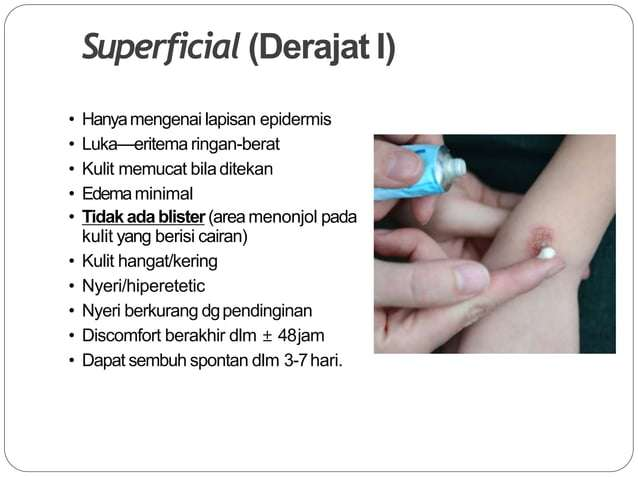 Superficial (Derajat I)
• Hanya mengenai lapisan epidermis
• Luka—eritema ringan-berat
• Kulit memucat bila ditekan
• Edema minimal
• Tidak ada blister (area menonjol pada
kulit yang berisi cairan)
• Kulit hangat/kering
• Nyeri/hiperetetic
• Nyeri berkurang dg pendinginan
• Discomfort berakhir dlm ± 48jam
• Dapat sembuh spontan dlm 3-7 hari.